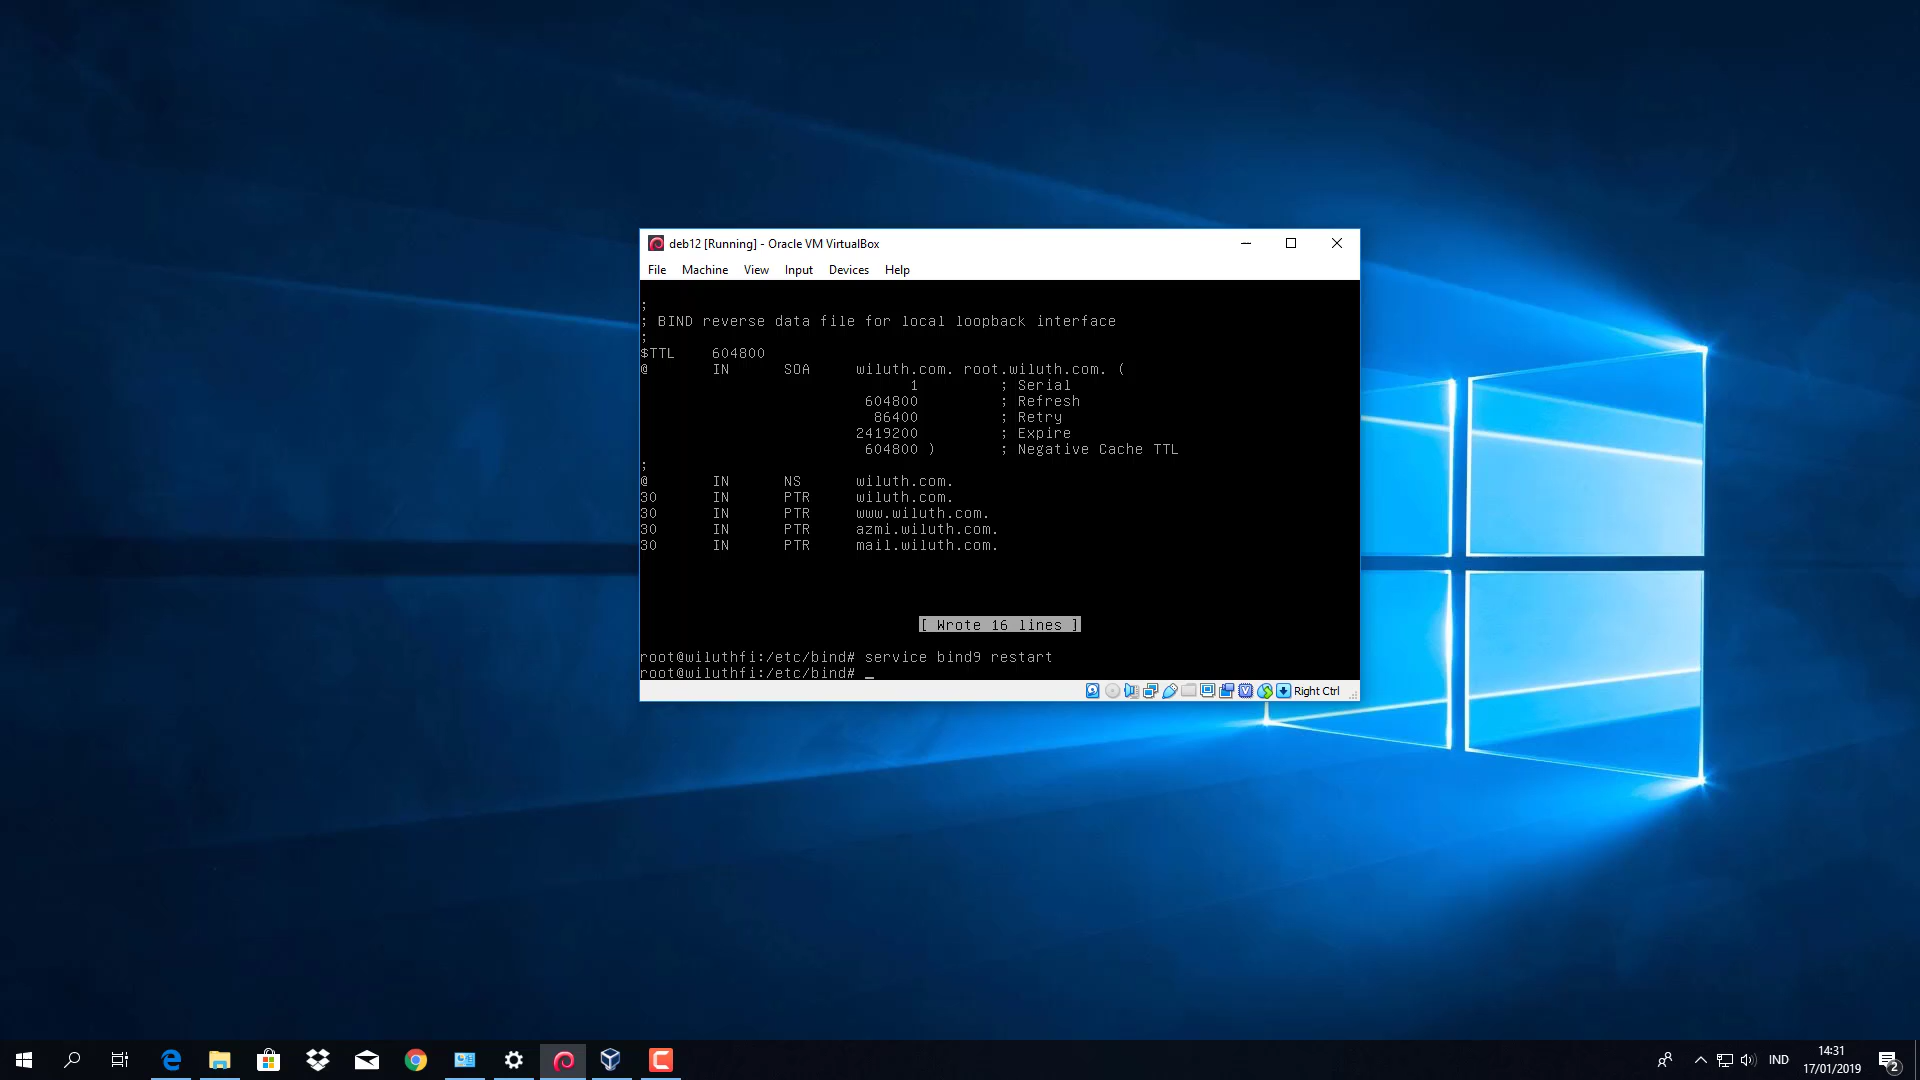 deb12 [Running] - Oracle VM VirtualBox
File Machine View Input Devices Help
;
; BIND reverse data file for local loopback interface
;
$TTL 604800
@ IN SOA wiluth.com. root.wiluth.com. (
1 ; Serial
604800 ; Refresh
86400 ; Retry
2419200 ; Expire
604800 ) ; Negative Cache TTL
;
@ IN NS wiluth.com.
30 IN PTR wiluth.com.
30 IN PTR www.wiluth.com.
30 IN PTR azmi.wiluth.com.
30 IN PTR mail.wiluth.com.
[ Wrote 16 lines ]
root@wiluthfi:/etc/bind# service bind9 restart
root@wiluthfi:/etc/bind# _
Right Ctrl
IND
14:31
17/01/2019
2